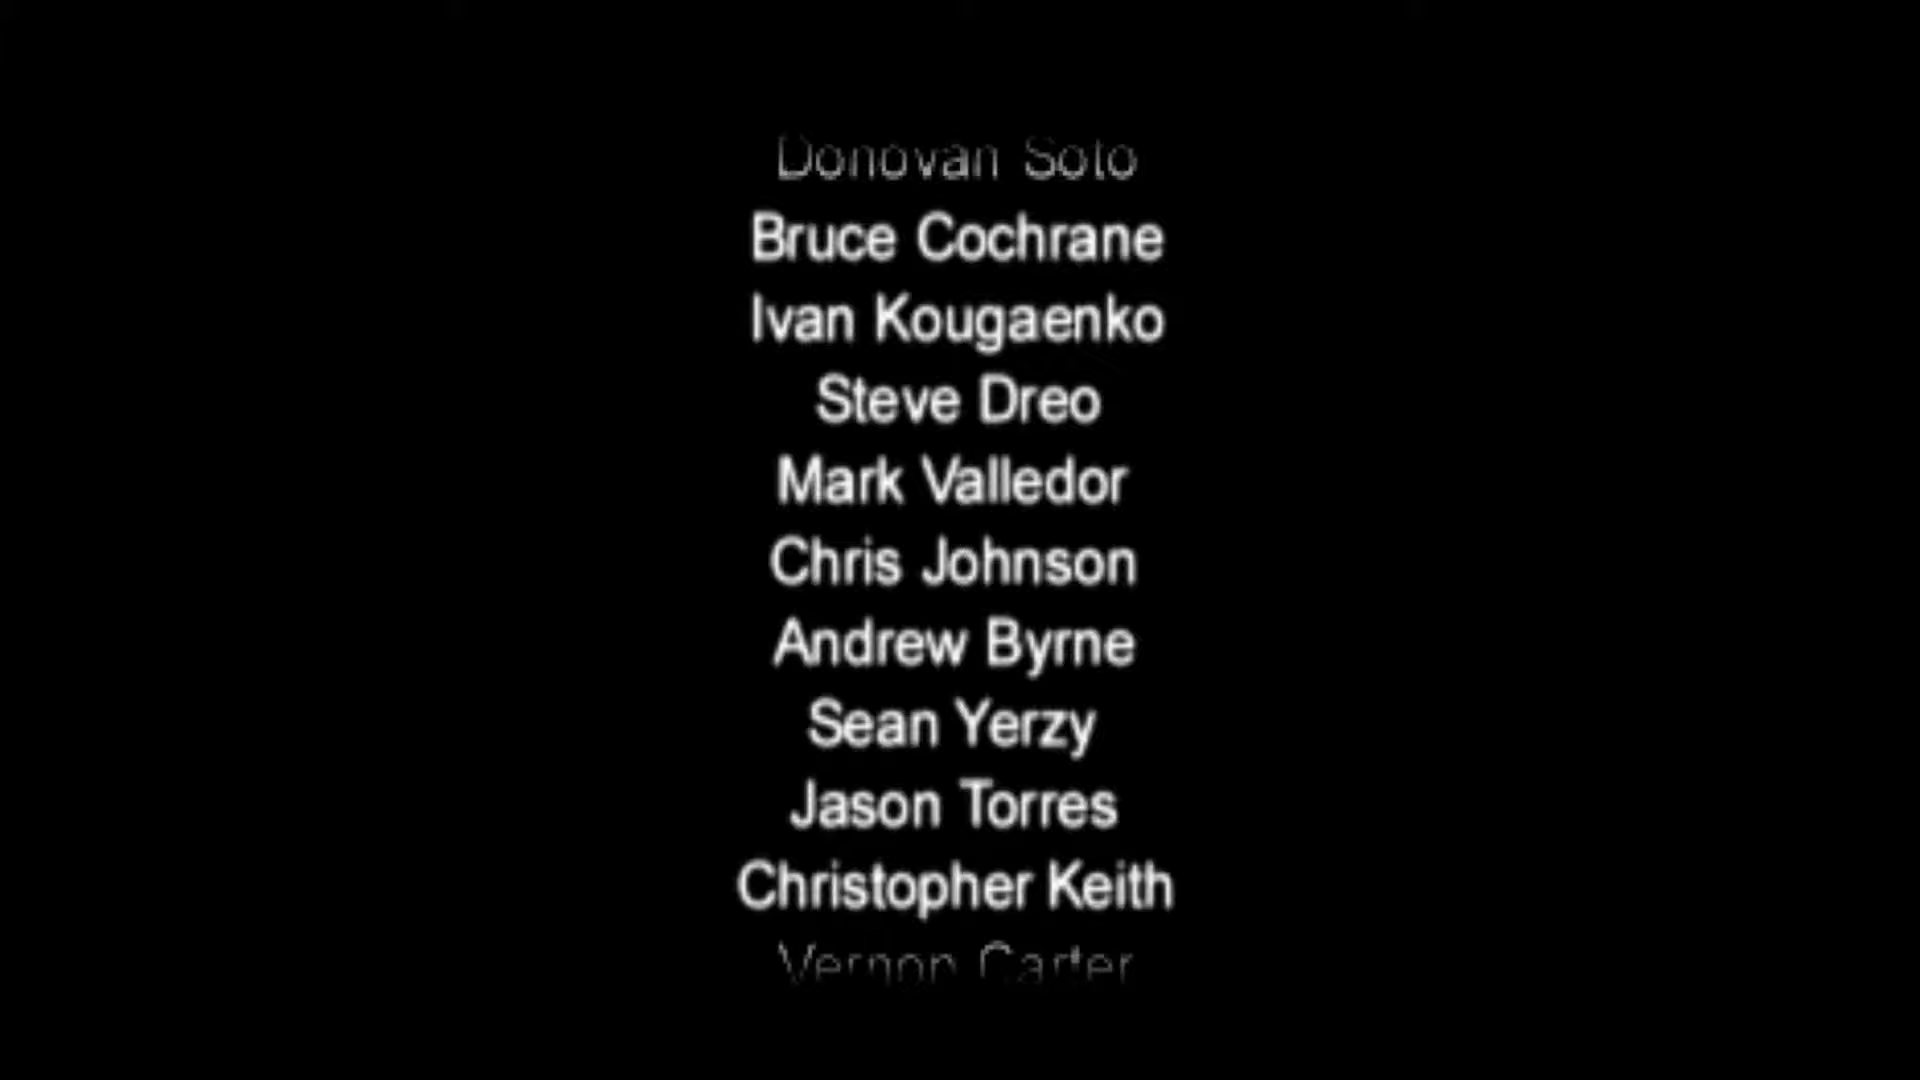 Donovan Soto
Bruce Cochrane
Ivan Kougaenko
Steve Dreo
Mark Valledor
Chris Johnson
Andrew Byrne
Sean Yerzy
Jason Torres
Christopher Keith
Vernon Carter